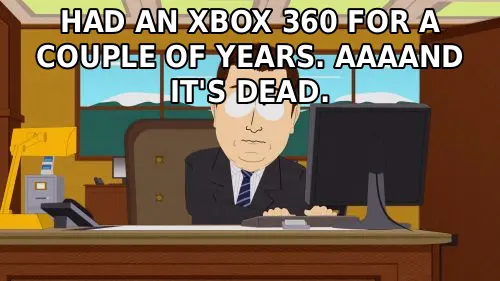 HAD AN XBOX 360 FOR A
COUPLE OF YEARS. AAAAND
IT'S DEAD.